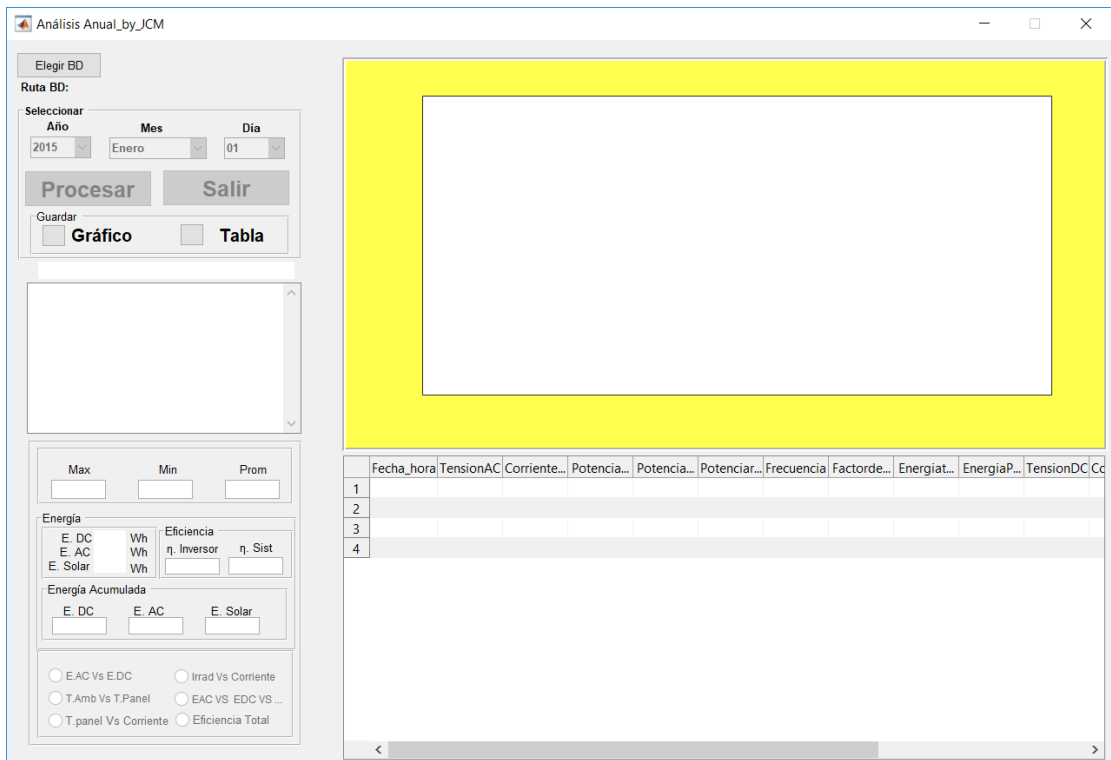 Análisis Anual_by_JCM
Elegir BD
Ruta BD:
Seleccionar
Año Mes Día
2015 Enero 01
Procesar Salir
Guardar
Gráfico Tabla
Max Min Prom
Energía
E. DC Wh
E. AC Wh
E. Solar Wh
Eficiencia
η. Inversor η. Sist
Energía Acumulada
E. DC E. AC E. Solar
E.AC Vs E.DC Irrad Vs Corriente
T.Amb Vs T.Panel EAC VS EDC VS ...
T.panel Vs Corriente Eficiencia Total
Fecha_hora TensionAC Corriente... Potencia... Potencia... Potenciar... Frecuencia Factorde... Energiat... EnergiaP... TensionDC Co
1
2
3
4